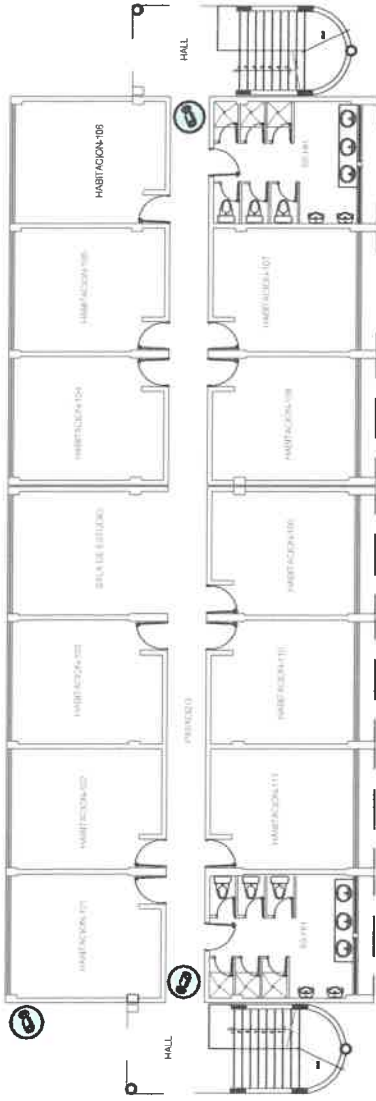 HALL
HABITACION-106
HABITACION-105
HABITACION-107
HABITACION-104
HABITACION-108
SALA DE ESTUDIO
HABITACION-109
HABITACION-103
HABITACION-110
PASADIZO
HABITACION-102
HABITACION-111
HABITACION-101
SS.HH.
SS.HH.
HALL